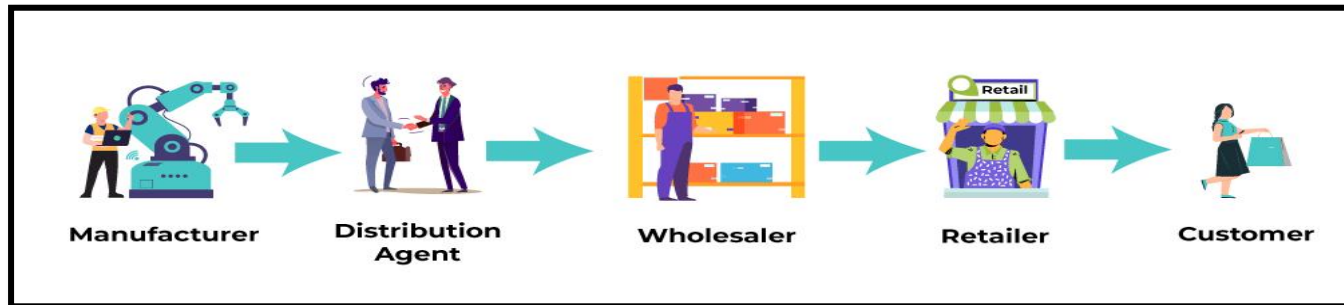 Retail
Manufacturer
Distribution
Agent
Wholesaler
Retailer
Customer